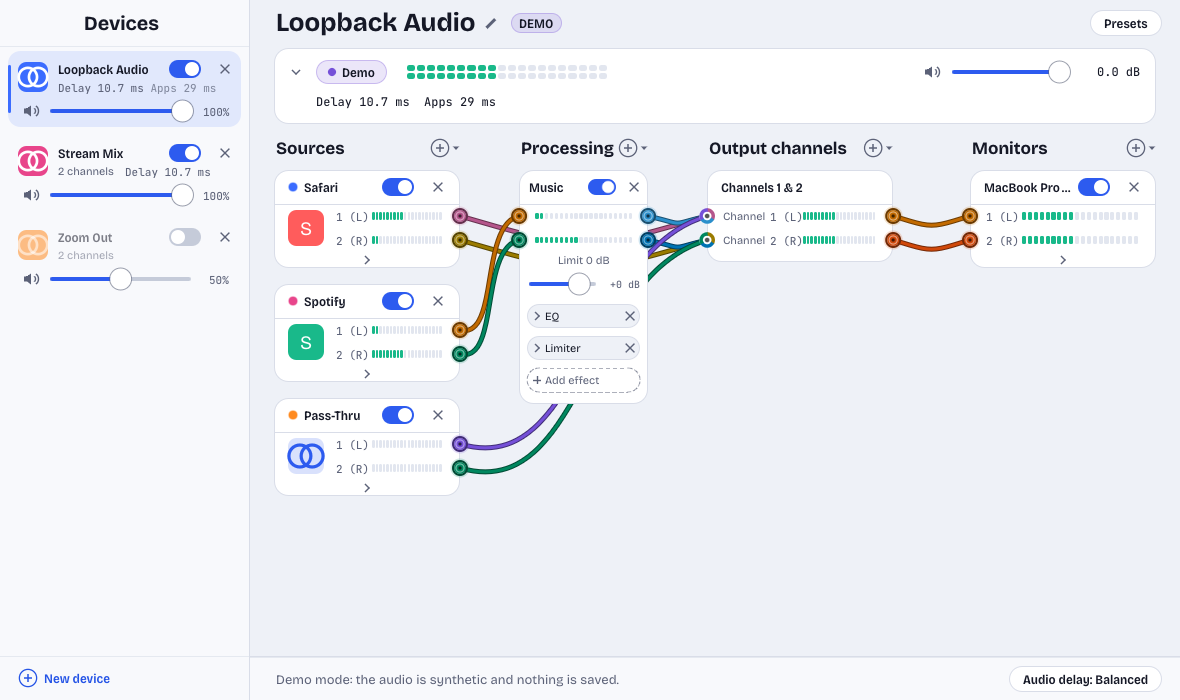 Devices
Loopback Audio
Delay 10.7 ms Apps 29 ms
100%
Stream Mix
2 channels Delay 10.7 ms
100%
Zoom Out
2 channels
50%
New device
Loopback Audio DEMO Presets
Demo 0.0 dB
Delay 10.7 ms Apps 29 ms
Sources Processing Output channels Monitors
Safari
S
1 (L)
2 (R)
Spotify
S
1 (L)
2 (R)
Pass-Thru
1 (L)
2 (R)
Music
Limit 0 dB
+0 dB
EQ
Limiter
Add effect
Channels 1 & 2
Channel 1 (L)
Channel 2 (R)
MacBook Pro ...
1 (L)
2 (R)
Demo mode: the audio is synthetic and nothing is saved.
Audio delay: Balanced